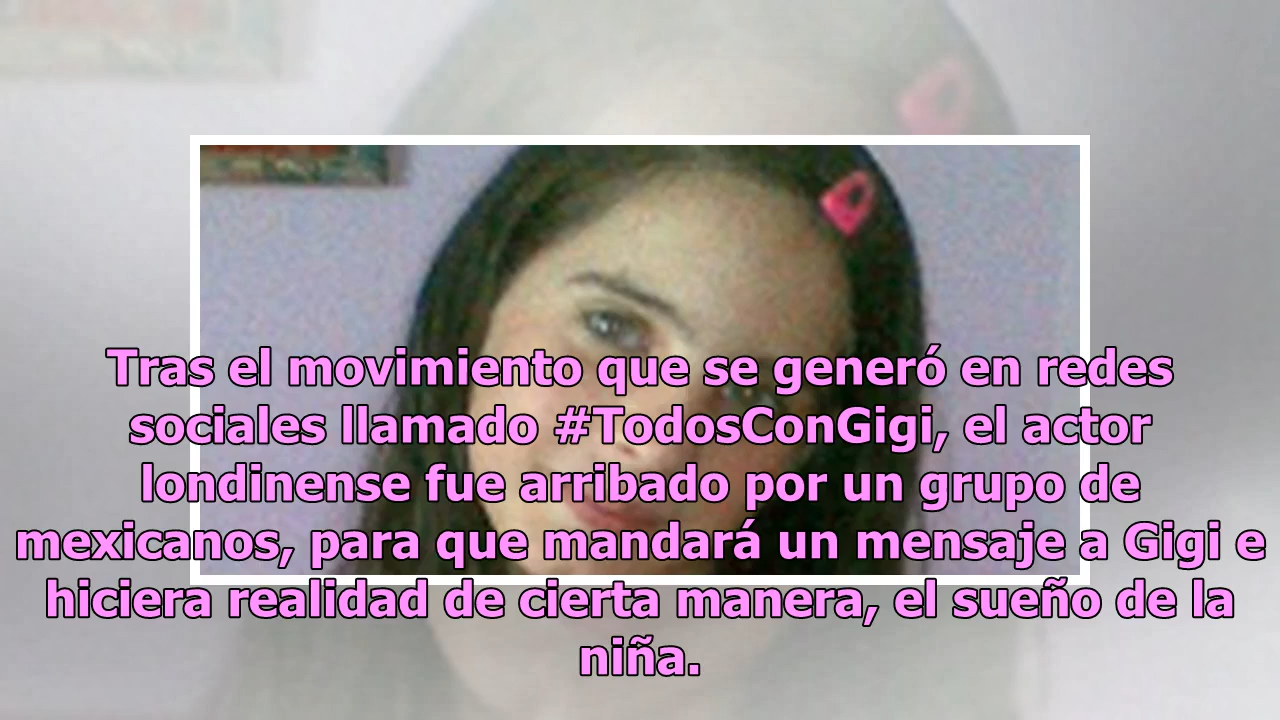 Tras el movimiento que se generó en redes
sociales llamado #TodosConGigi, el actor
londinense fue arribado por un grupo de
mexicanos, para que mandará un mensaje a Gigi e
hiciera realidad de cierta manera, el sueño de la
niña.